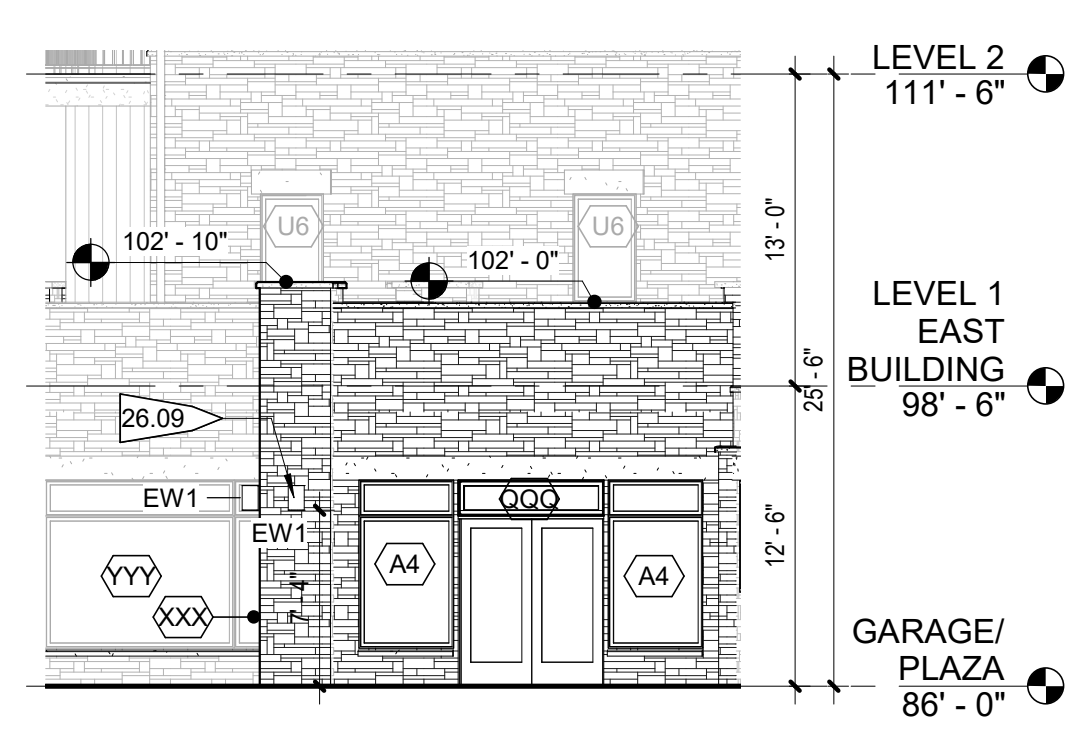 LEVEL 2
111' - 6"
U6
U6
102' - 10"
102' - 0"
13' - 0"
LEVEL 1
EAST
BUILDING
98' - 6"
25' - 6"
26.09
EW1
EW1
QQQ
A4
A4
YYY
XXX
7' - 4"
12' - 6"
GARAGE/
PLAZA
86' - 0"